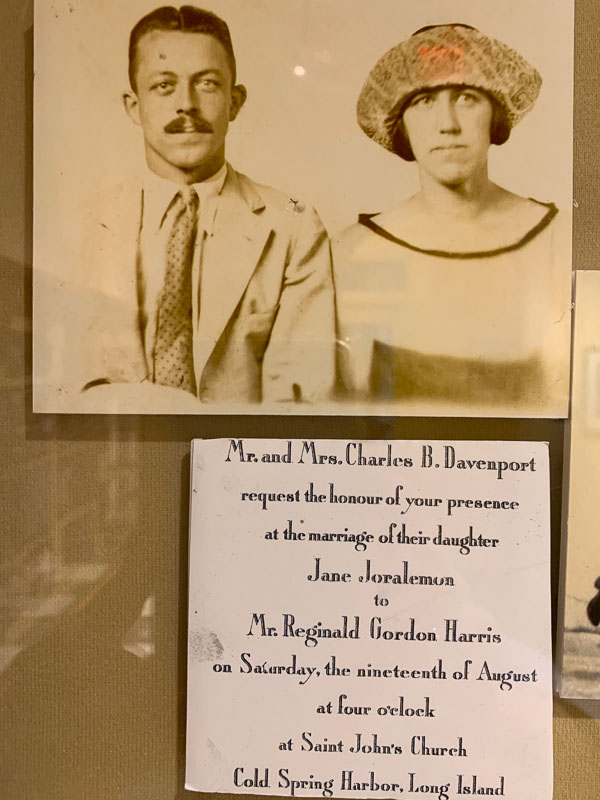 Mr. and Mrs. Charles B. Davenport
request the honour of your presence
at the marriage of their daughter
Jane Joralemon
to
Mr. Reginald Gordon Harris
on Saturday, the nineteenth of August
at four o'clock
at Saint John's Church
Cold Spring Harbor, Long Island